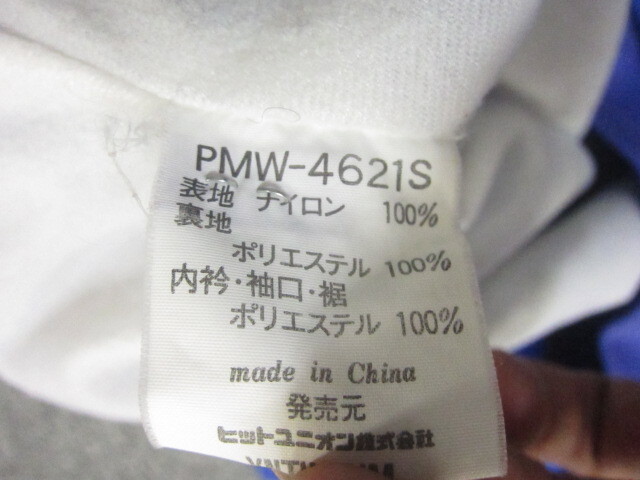 PMW-4621S
表地 ナイロン 100%
裏地
ポリエステル 100%
内衿・袖口・裾
ポリエステル 100%
made in China
発売元
ヒットユニオン株式会社